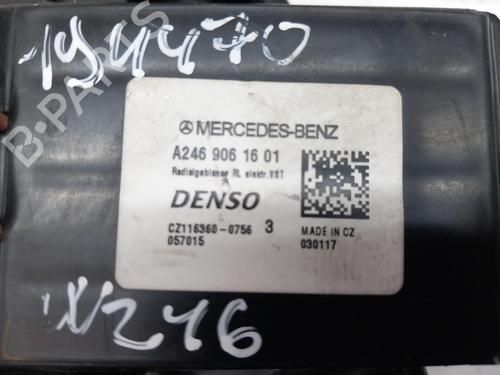 194470
B-PARTS
MERCEDES-BENZ
A246 906 16 01
Radialgeblaese RL elektr.VST
DENSO
CZ116360-0756 3
057015
MADE IN CZ
030117
W246